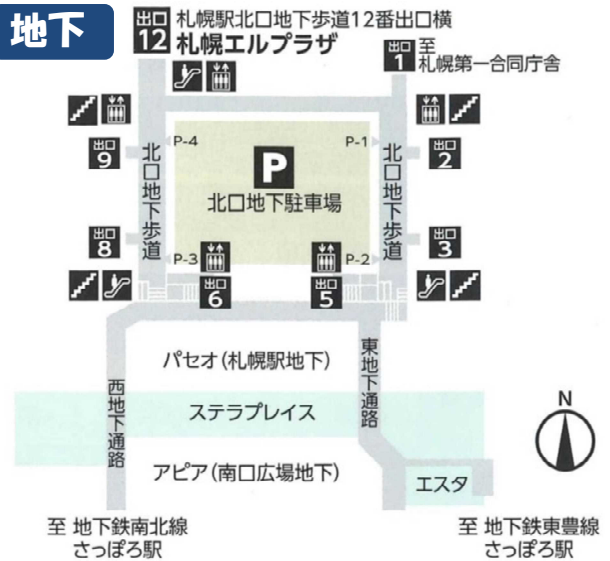 地下
出口
12
札幌駅北口地下歩道12番出口横
札幌エルプラザ
出口
1
至
札幌第一合同庁舎
出口
9
P-4
北口地下歩道
P
北口地下駐車場
P-1
北口地下歩道
出口
2
出口
8
P-3
出口
6
出口
5
P-2
出口
3
パセオ(札幌駅地下)
東地下通路
西地下通路
ステラプレイス
アピア(南口広場地下)
エスタ
N
至 地下鉄南北線
さっぽろ駅
至 地下鉄東豊線
さっぽろ駅